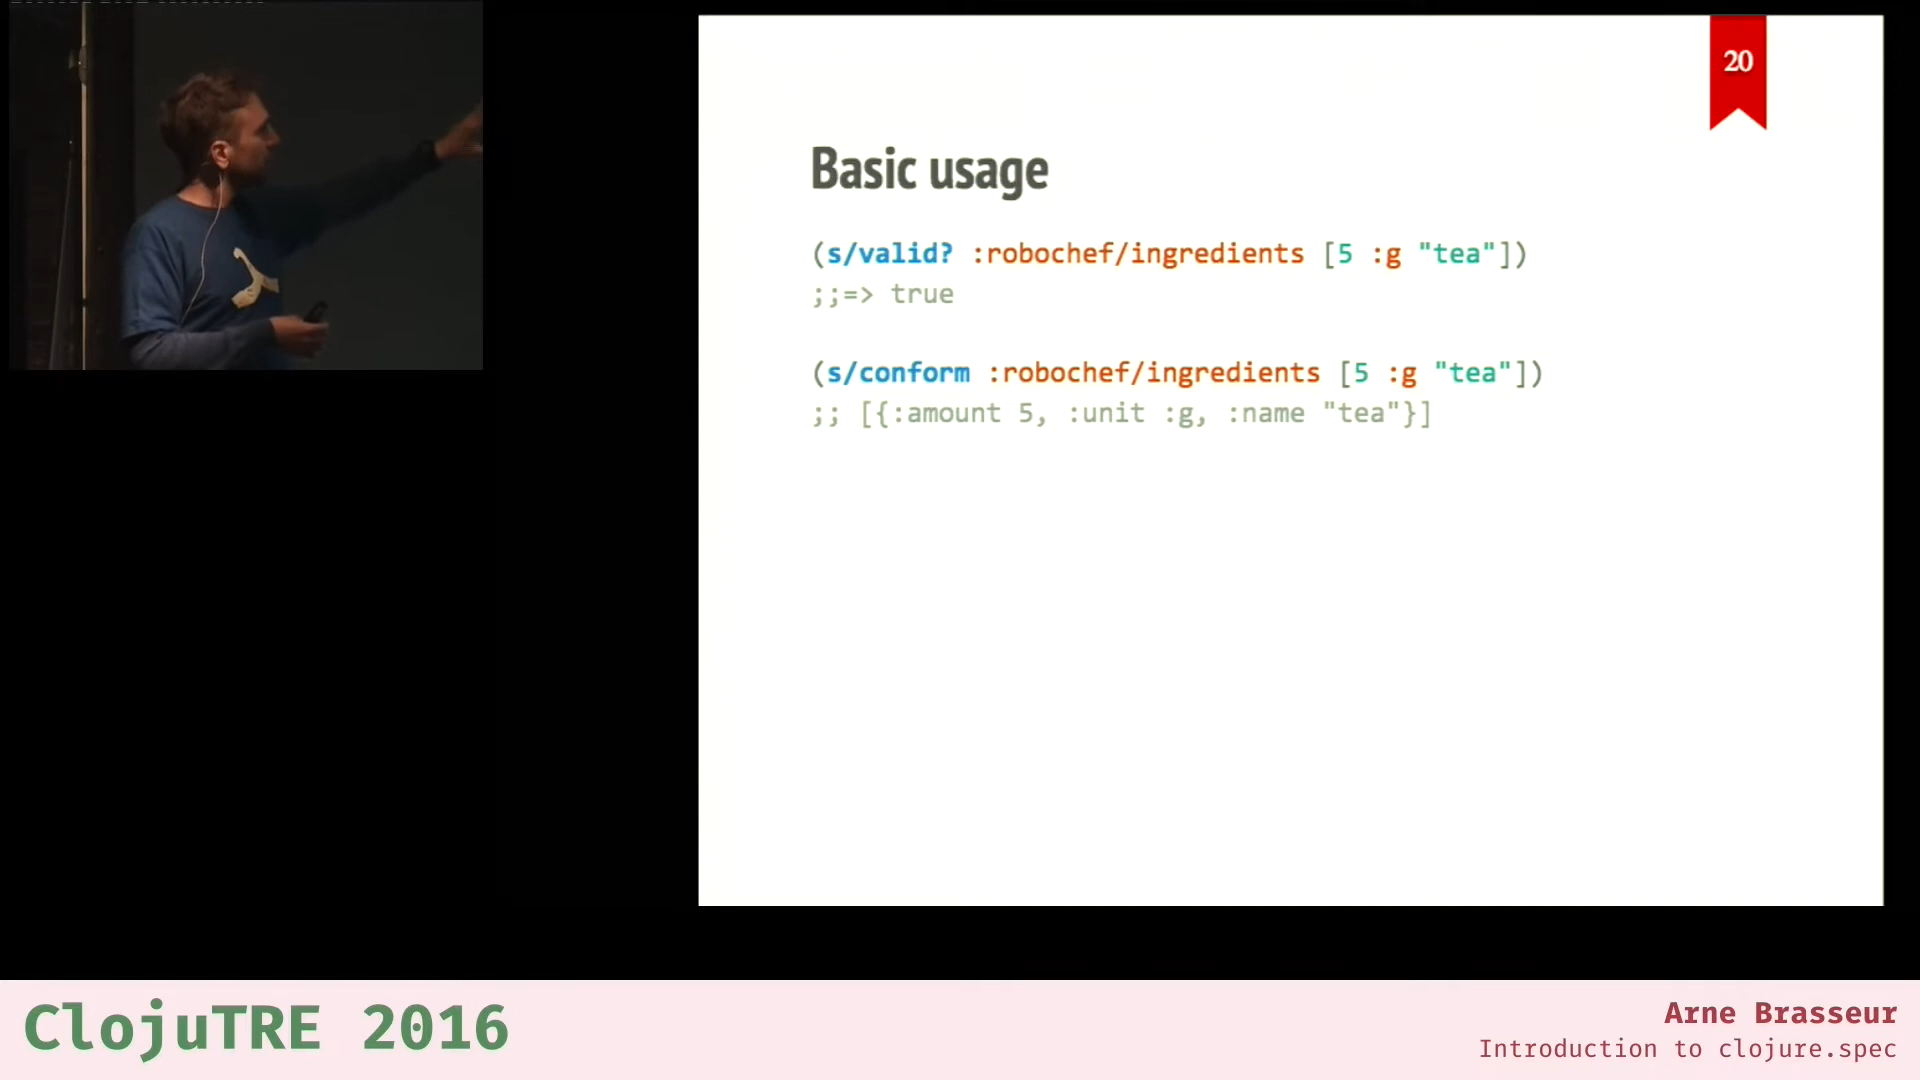 20
Basic usage
(s/valid? :robochef/ingredients [5 :g "tea"])
;;=> true
(s/conform :robochef/ingredients [5 :g "tea"])
;; [{:amount 5, :unit :g, :name "tea"}]
ClojuTRE 2016
Arne Brasseur
Introduction to clojure.spec